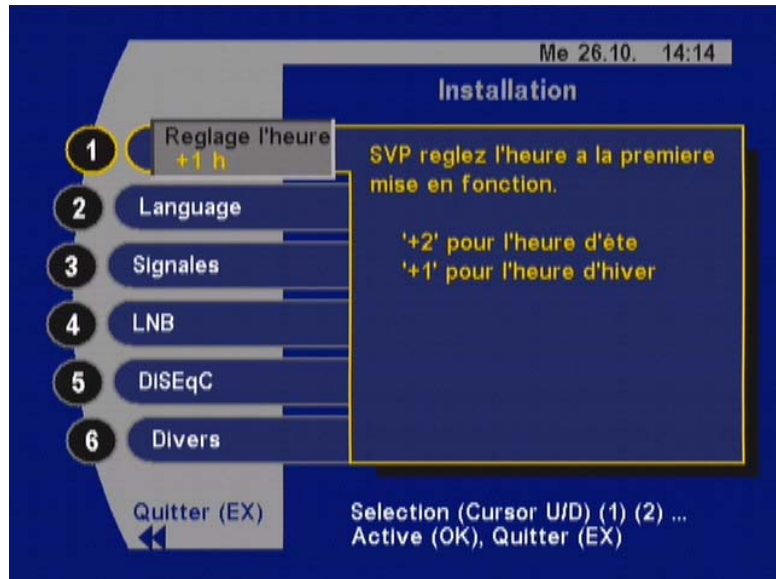 Me 26.10. 14:14
Installation
1 Reglage l'heure
+1 h
2 Language
3 Signales
4 LNB
5 DiSEqC
6 Divers
SVP reglez l'heure a la premiere
mise en fonction.
'+2' pour l'heure d'ète
'+1' pour l'heure d'hiver
Quitter (EX)
Selection (Cursor U/D) (1) (2) ...
Active (OK), Quitter (EX)